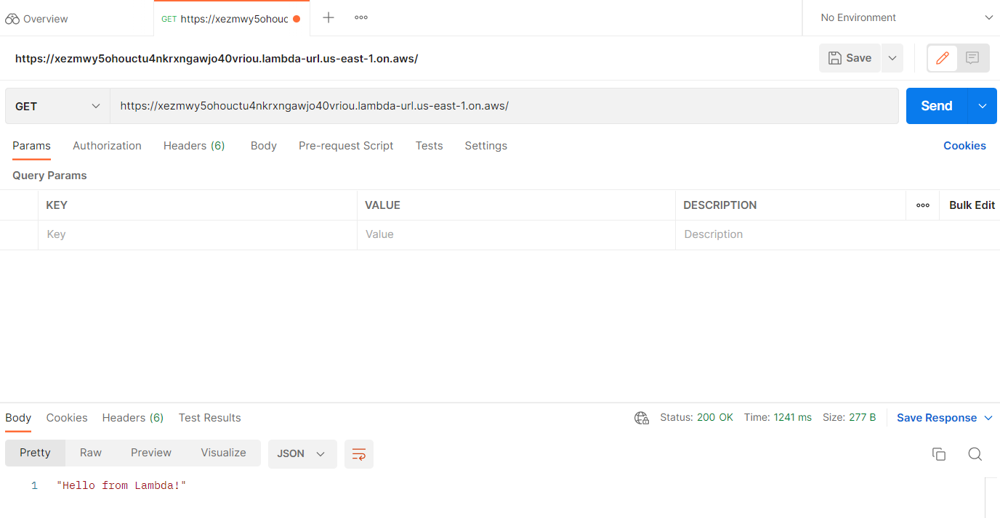 Overview
GET https://xezmwy5ohouc
No Environment
https://xezmwy5ohouctu4nkrxngawjo40vriou.lambda-url.us-east-1.on.aws/
Save
GET
https://xezmwy5ohouctu4nkrxngawjo40vriou.lambda-url.us-east-1.on.aws/
Send
Params Authorization Headers (6) Body Pre-request Script Tests Settings Cookies
Query Params
KEY VALUE DESCRIPTION Bulk Edit
Key Value Description
Body Cookies Headers (6) Test Results Status: 200 OK Time: 1241 ms Size: 277 B Save Response
Pretty Raw Preview Visualize JSON
1 "Hello from Lambda!"